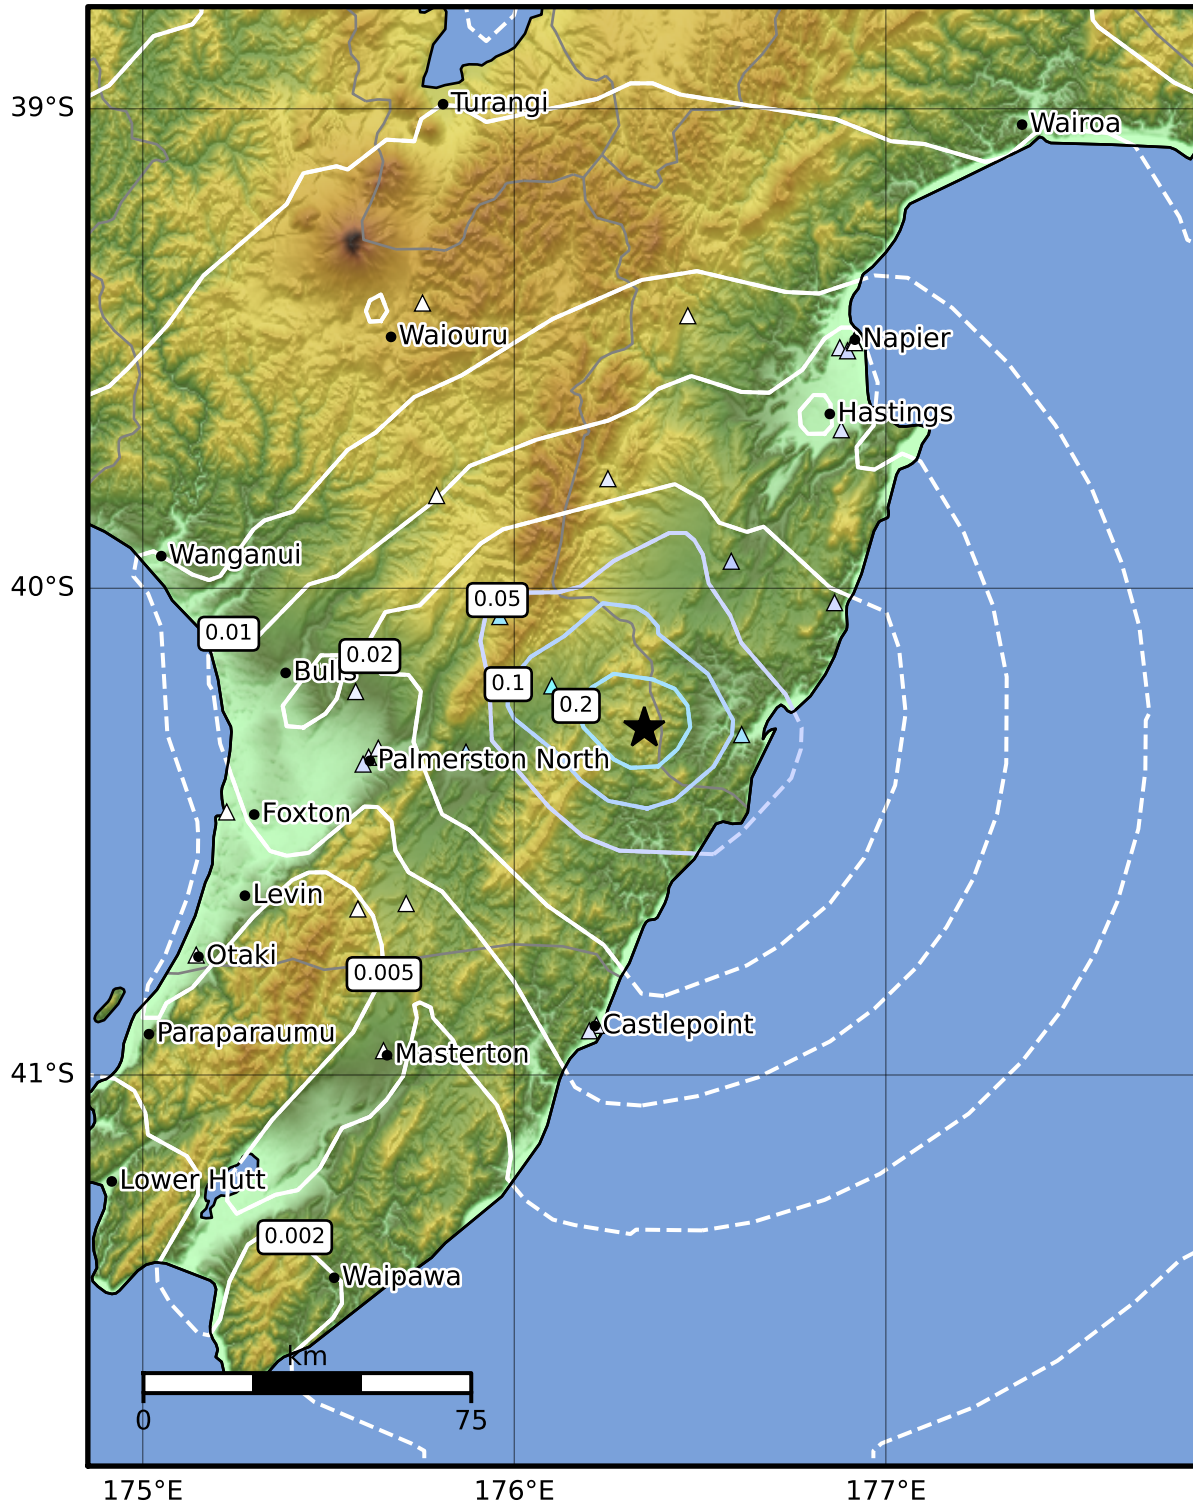 Turangi
39°S
Wairoa
Waiouru
Napier
Hastings
Wanganui
40°S
0.05
0.01
0.02
Bulls
0.1
0.2
Palmerston North
Foxton
Levin
Otaki
0.005
Castlepoint
Paraparaumu
Masterton
41°S
Lower Hutt
0.002
Waipawa
km
0
75
175°E
176°E
177°E